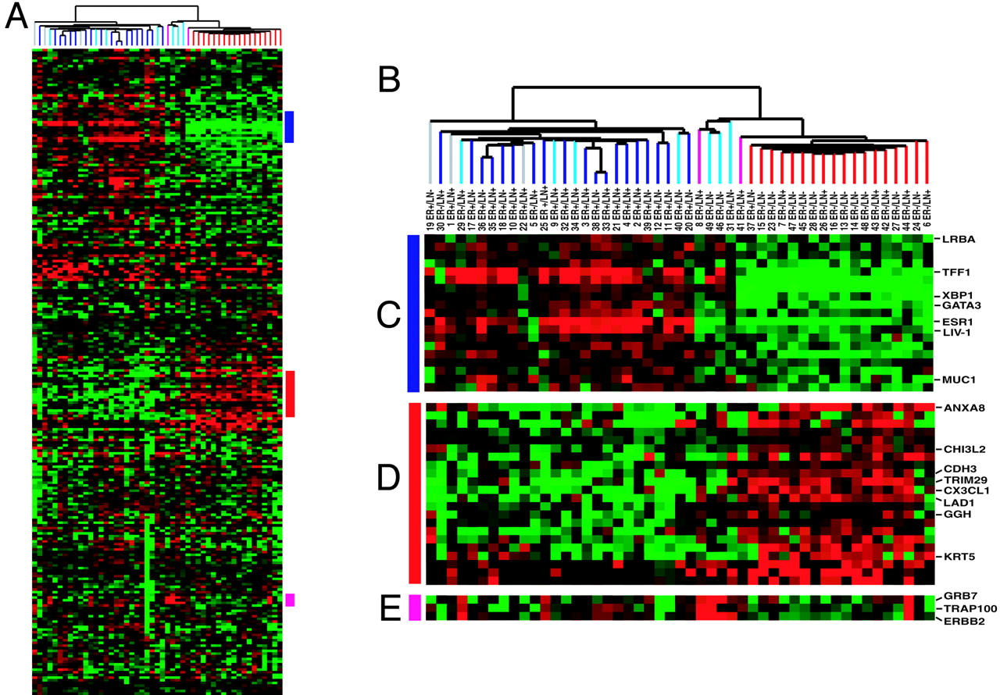 A
B
19 ER+/LN-
30 ER-/LN+
1 ER+/LN+
29 ER-/LN+
17 ER+/LN-
36 ER+/LN-
35 ER+/LN+
18 ER+/LN-
10 ER+/LN+
22 ER+/LN-
5 ER-/LN+
25 ER +/LN+
9 ER+/LN+
32 ER+/LN+
34 ER+/LN+
3 ER+/LN+
38 ER+/LN-
33 ER+/LN+
21 ER+/LN-
4 ER+/LN+
2 ER+/LN+
39 ER+/LN-
12 ER+/LN+
11 ER+/LN+
40 ER+/LN-
20 ER+/LN-
8 ER-/LN+
49 ER-/LN-
46 ER-/LN-
31 ER+/LN+
41 ER-/LN+
37 ER-/LN-
15 ER-/LN-
23 ER-/LN-
7 ER-/LN+
47 ER-/LN-
45 ER-/LN-
28 ER-/LN-
26 ER-/LN+
16 ER-/LN-
13 ER-/LN-
14 ER-/LN-
48 ER-/LN-
43 ER-/LN+
42 ER-/LN+
27 ER-/LN-
44 ER-/LN+
24 ER-/LN-
6 ER-/LN+
C
LRBA
TFF1
XBP1
GATA3
ESR1
LIV-1
MUC1
D
ANXA8
CHI3L2
CDH3
TRIM29
CX3CL1
LAD1
GGH
KRT5
E
GRB7
TRAP100
ERBB2